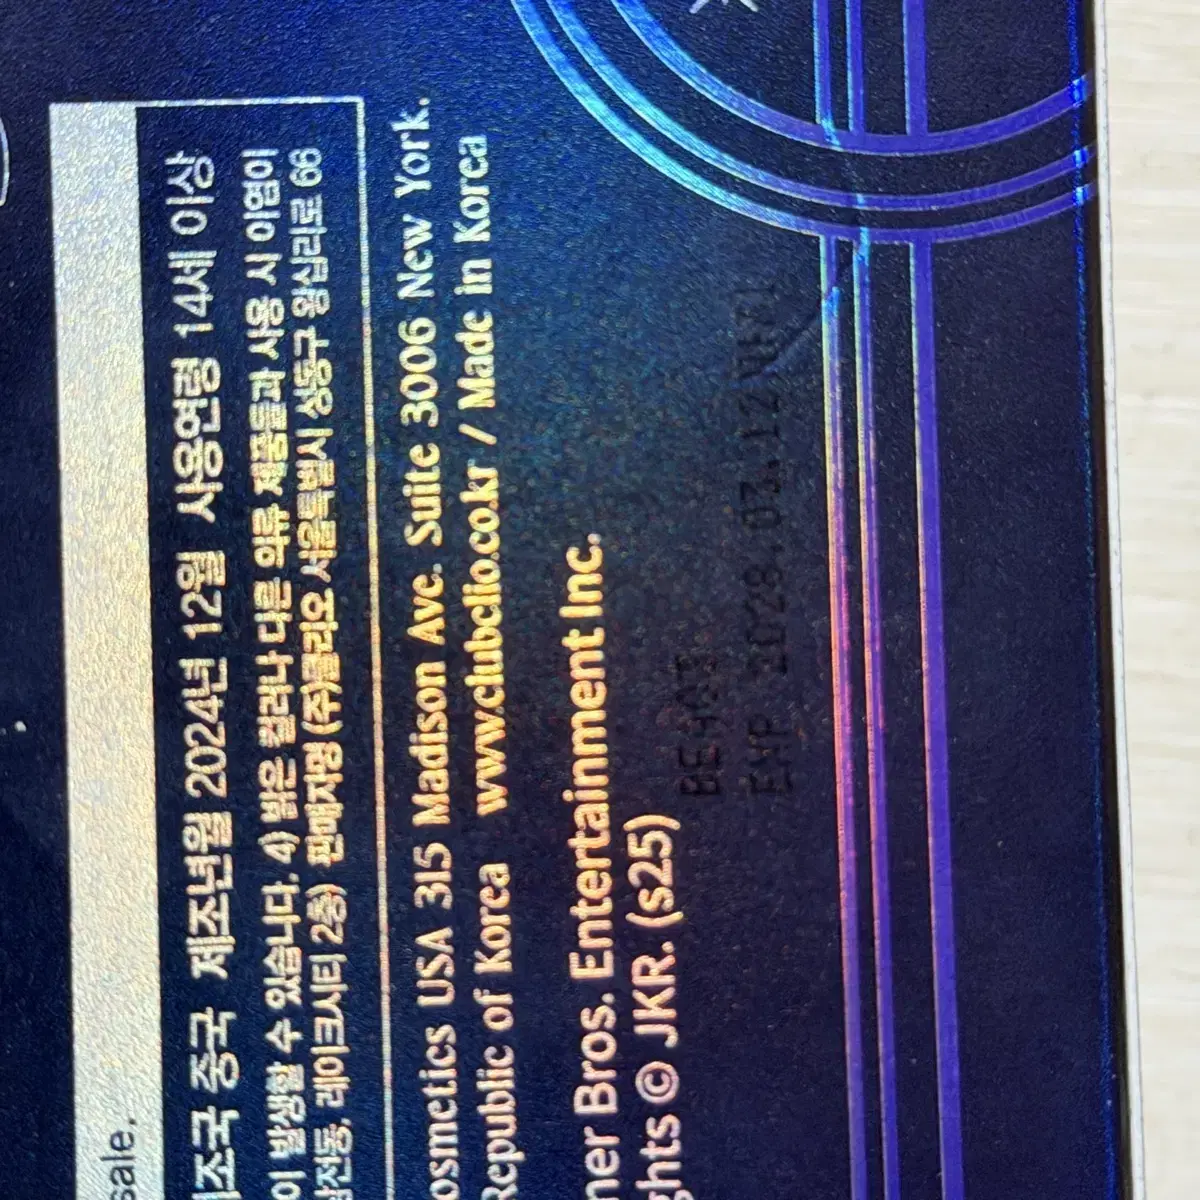 sale.
제조국 중국 제조년월 2024년 12월 사용연령 14세 이상
이 발생할 수 있습니다. 4) 밝은 컬러나 다른 의류 제품들과 사용 시 이염이
레이크시티 2층) 판매자명 (주)클리오 서울특별시 성동구 왕십리로 66
osmetics USA 315 Madison Ave. Suite 3006 New York.
Republic of Korea www.clubclio.co.kr / Made in Korea
ner Bros. Entertainment Inc.
ghts © JKR. (s25)
EXP 2028.03.12